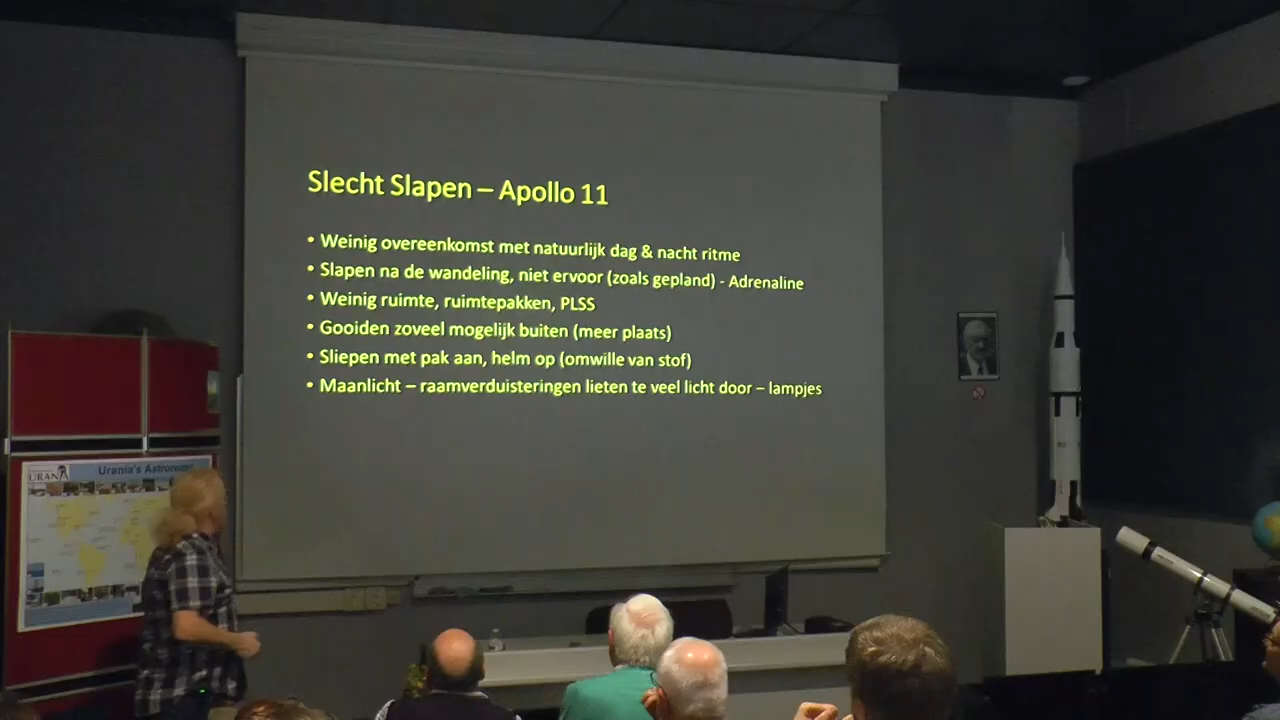 Slecht Slapen – Apollo 11
• Weinig overeenkomst met natuurlijk dag & nacht ritme
• Slapen na de wandeling, niet ervoor (zoals gepland) - Adrenaline
• Weinig ruimte, ruimtepakken, PLSS
• Gooiden zoveel mogelijk buiten (meer plaats)
• Sliepen met pak aan, helm op (omwille van stof)
• Maanlicht – raamverduisteringen lieten te veel licht door – lampjes
URANIA
Urania's